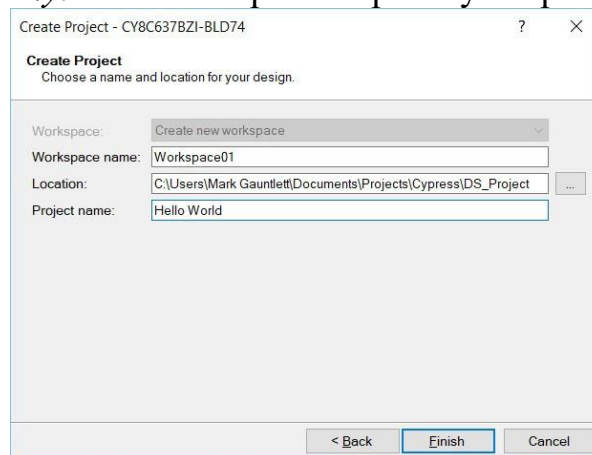 Create Project - CY8C637BZI-BLD74 ? ×
Create Project
Choose a name and location for your design.
Workspace: Create new workspace
Workspace name: Workspace01
Location: C:\Users\Mark Gauntlett\Documents\Projects\Cypress\DS_Project ...
Project name: Hello World
< Back Finish Cancel